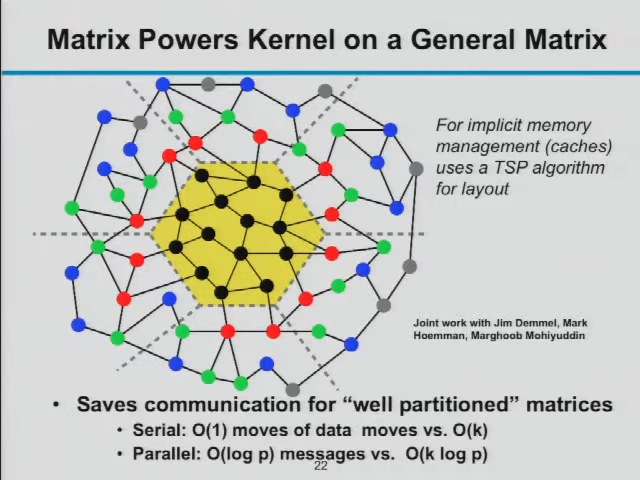 Matrix Powers Kernel on a General Matrix
For implicit memory
management (caches)
uses a TSP algorithm
for layout
Joint work with Jim Demmel, Mark
Hoemman, Marghoob Mohiyuddin
• Saves communication for “well partitioned” matrices
• Serial: O(1) moves of data moves vs. O(k)
• Parallel: O(log p) messages vs. O(k log p)
22